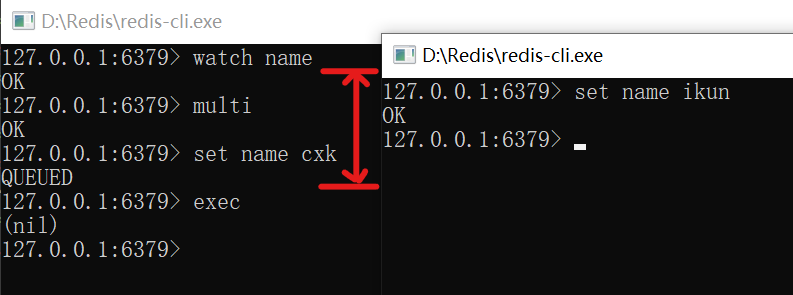 D:\Redis\redis-cli.exe
127.0.0.1:6379> watch name
OK
127.0.0.1:6379> multi
OK
127.0.0.1:6379> set name cxk
QUEUED
127.0.0.1:6379> exec
(nil)
127.0.0.1:6379>
D:\Redis\redis-cli.exe
127.0.0.1:6379> set name ikun
OK
127.0.0.1:6379>